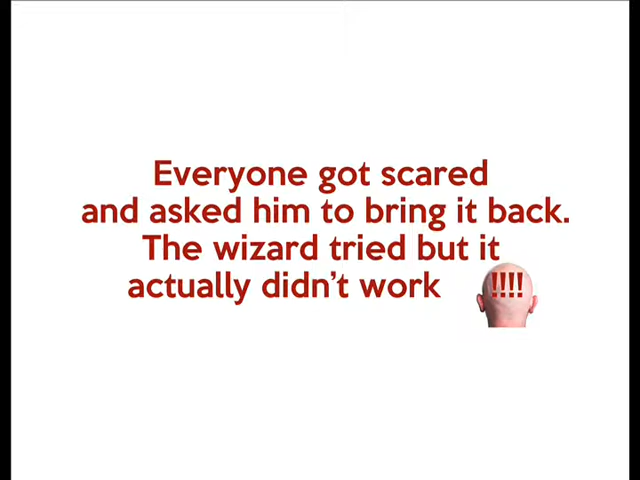 Everyone got scared
and asked him to bring it back.
The wizard tried but it
actually didn't work !!!!